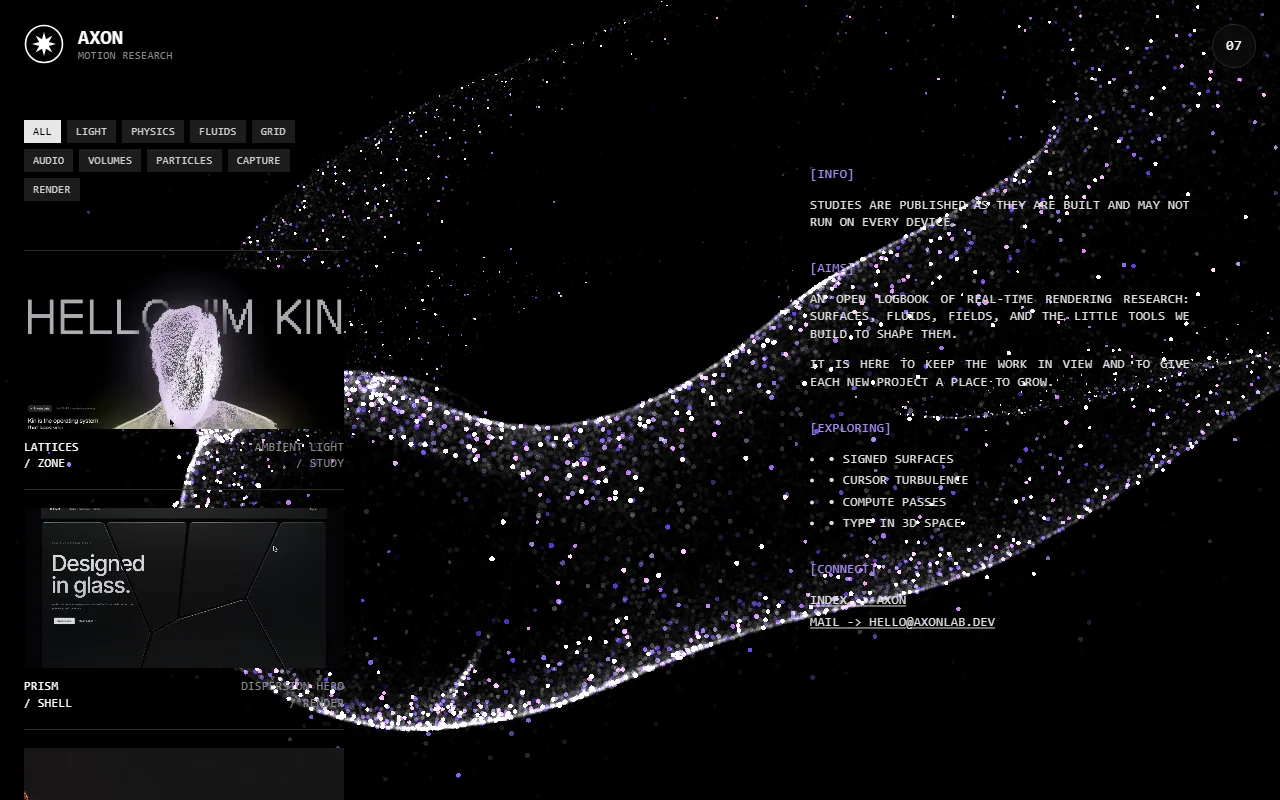 AXON
MOTION RESEARCH
07
ALL LIGHT PHYSICS FLUIDS GRID
AUDIO VOLUMES PARTICLES CAPTURE
RENDER
HELLO I'M KIN
Kin is the operating system
LATTICES
/ ZONE
AMBIENT LIGHT
/ STUDY
Designed
in glass.
PRISM
/ SHELL
DISPERSION HERO
/ RENDER
[INFO]
STUDIES ARE PUBLISHED AS THEY ARE BUILT AND MAY NOT
RUN ON EVERY DEVICE.
[AIMS]
AN OPEN LOGBOOK OF REAL-TIME RENDERING RESEARCH:
SURFACES, FLUIDS, FIELDS, AND THE LITTLE TOOLS WE
BUILD TO SHAPE THEM.
IT IS HERE TO KEEP THE WORK IN VIEW AND TO GIVE
EACH NEW PROJECT A PLACE TO GROW.
[EXPLORING]
• • SIGNED SURFACES
• • CURSOR TURBULENCE
• • COMPUTE PASSES
• • TYPE IN 3D SPACE
[CONNECT]
INDEX -> AXON
MAIL -> HELLO@AXONLAB.DEV